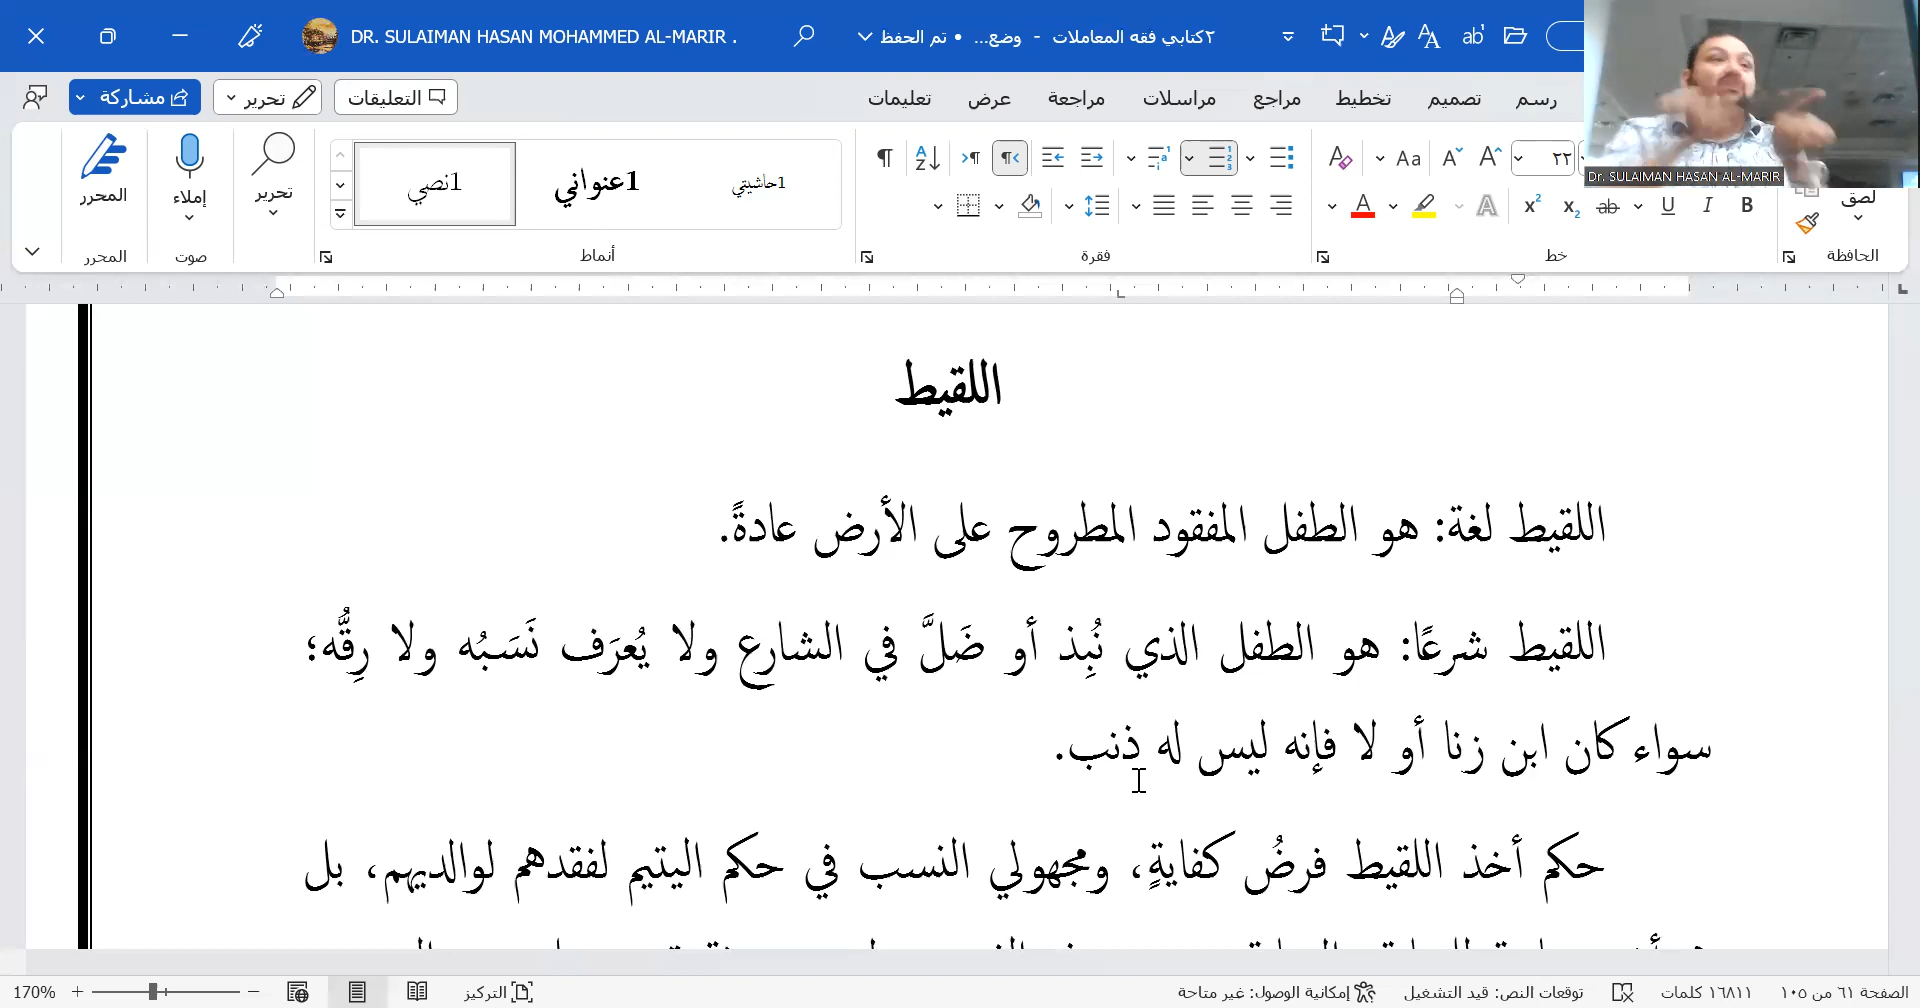 ٢كتابي فقه المعاملات - وضع... • تم الحفظ
DR. SULAIMAN HASAN MOHAMMED AL-MARIR .
Dr. SULAIMAN HASAN AL-MARIR
رسم تصميم تخطيط مراجع مراسلات مراجعة عرض تعليمات
التعليقات تحرير مشاركة
لصق
٢٢
Aa
B I U ab x₂ x² A A
1حاشيتي 1عنواني 1نصي
تحرير إملاء المحرر
الحافظة خط فقرة أنماط صوت المحرر
اللقيط
اللقيط لغة: هو الطفل المفقود المطروح على الأرض عادةً.
اللقيط شرعًا: هو الطفل الذي نُبِذ أو ضَلَّ في الشارع ولا يُعرَف نَسَبُه ولا رِقُّه؛
سواء كان ابن زنا أو لا فإنه ليس له ذنب.
حكم أخذ اللقيط فرضُ كفايةٍ، ومجهولي النسب في حكم اليتيم لفقدهم لوالديهم، بل
الصفحة ٦١ من ١٠٥ ١٦٨١١ كلمات توقعات النص: قيد التشغيل إمكانية الوصول: غير متاحة التركيز 170%